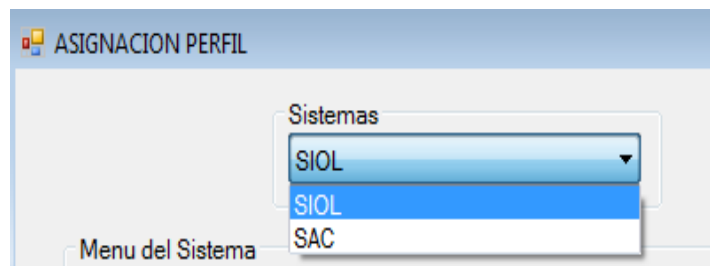 ASIGNACION PERFIL
Sistemas
SIOL
SIOL
SAC
Menu del Sistema